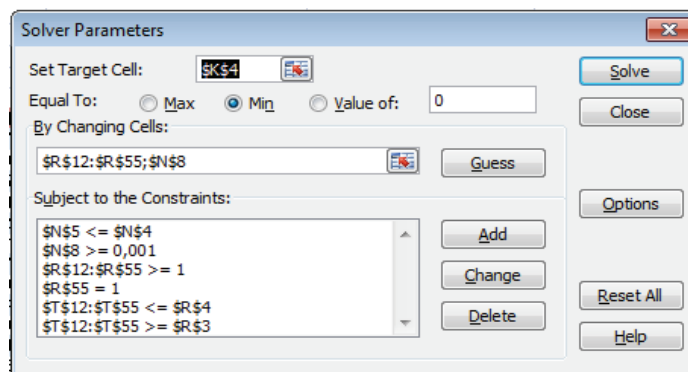 Solver Parameters
Set Target Cell: $K$4 Solve
Equal To: Max Min Value of: 0 Close
By Changing Cells:
$R$12:$R$55;$N$8 Guess
Subject to the Constraints: Options
$N$5 <= $N$4 Add
$N$8 >= 0,001
$R$12:$R$55 >= 1 Change
$R$55 = 1 Reset All
$T$12:$T$55 <= $R$4 Delete
$T$12:$T$55 >= $R$3 Help